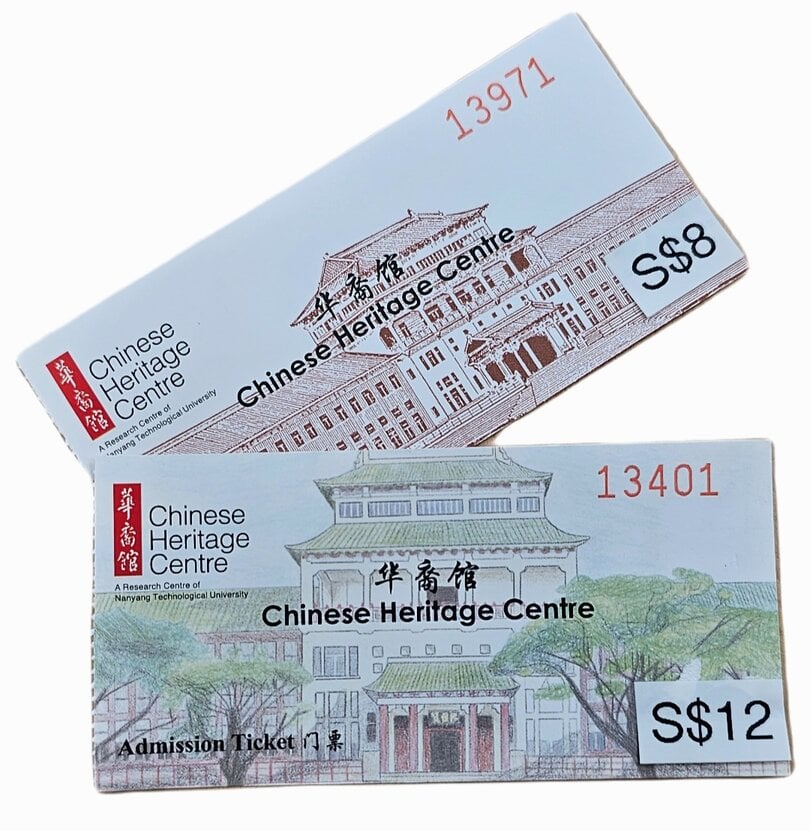 13971
华裔馆
Chinese Heritage Centre
S$8
華裔館
Chinese
Heritage
Centre
A Research Centre of
Nanyang Technological University
13401
華裔館
Chinese
Heritage
Centre
A Research Centre of
Nanyang Technological University
华裔馆
Chinese Heritage Centre
Admission Ticket 门票
S$12